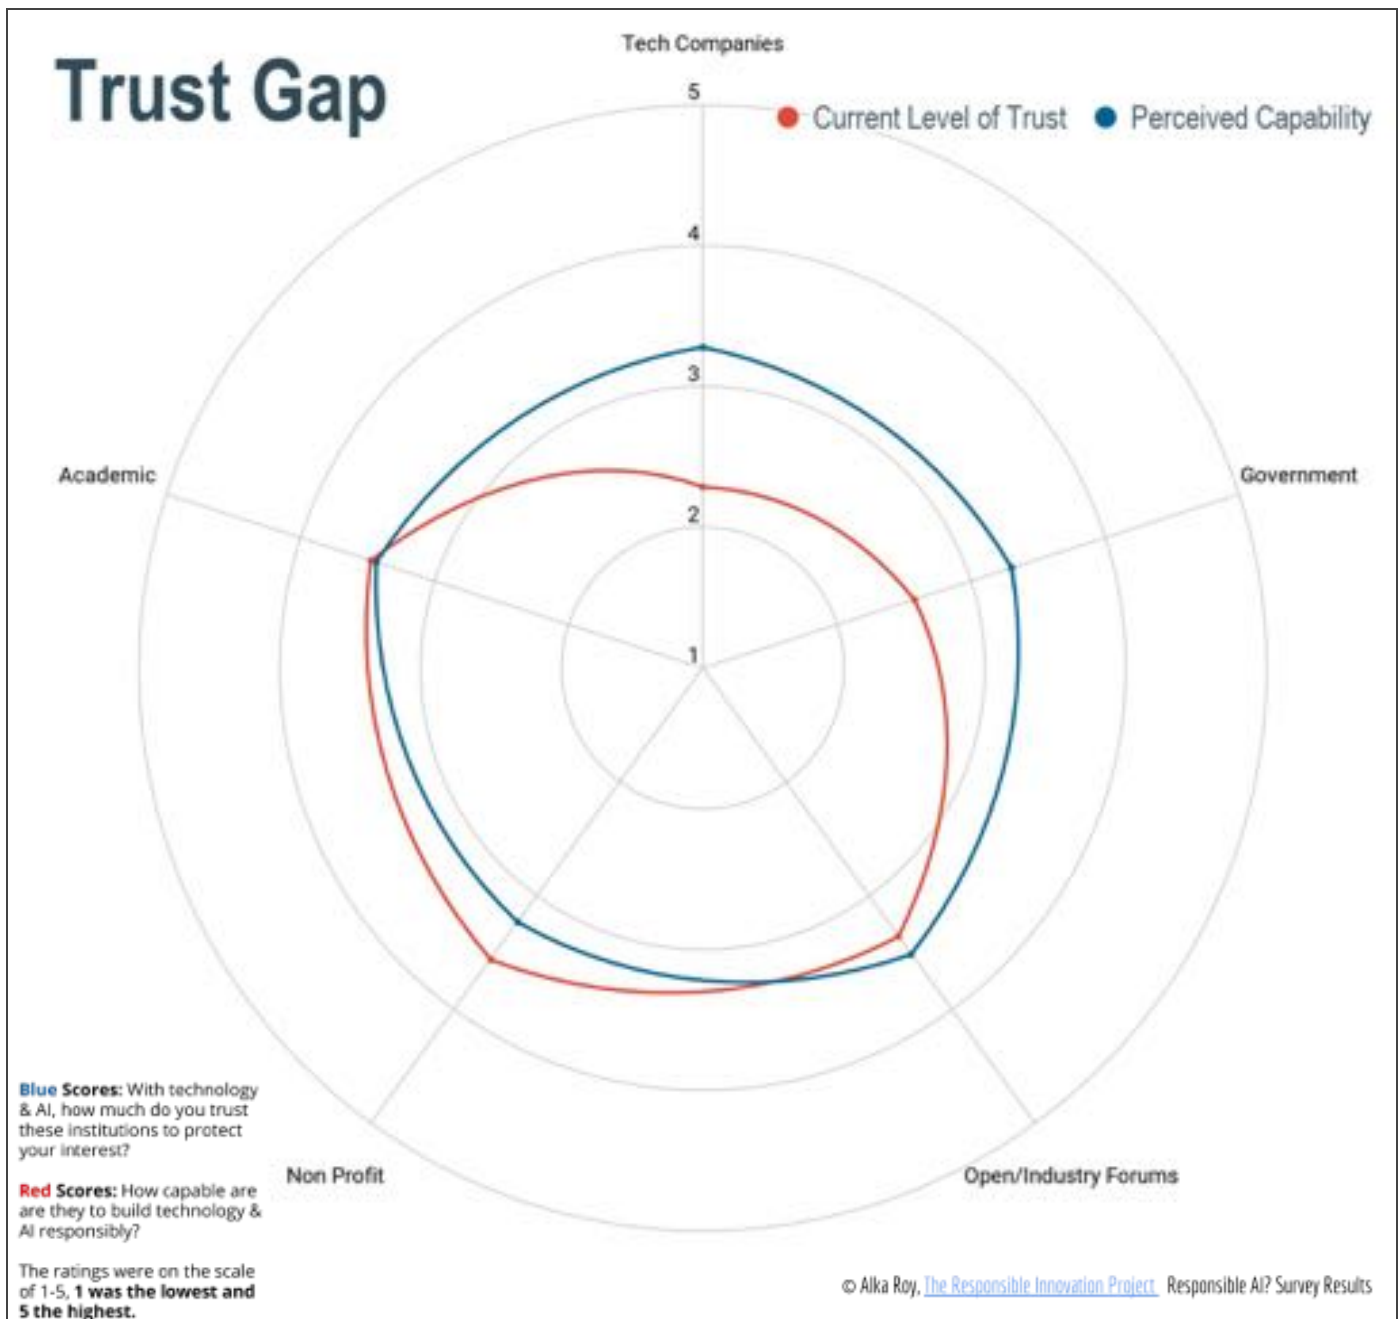 Tech Companies
Trust Gap
5
Current Level of Trust
Perceived Capability
4
3
Academic
Government
2
1
Blue Scores: With technology
& AI, how much do you trust
these institutions to protect
your interest?
Non Profit
Open/Industry Forums
Red Scores: How capable are
are they to build technology &
AI responsibly?
The ratings were on the scale
of 1-5, 1 was the lowest and
5 the highest.
© Alka Roy, The Responsible Innovation Project Responsible AI? Survey Results